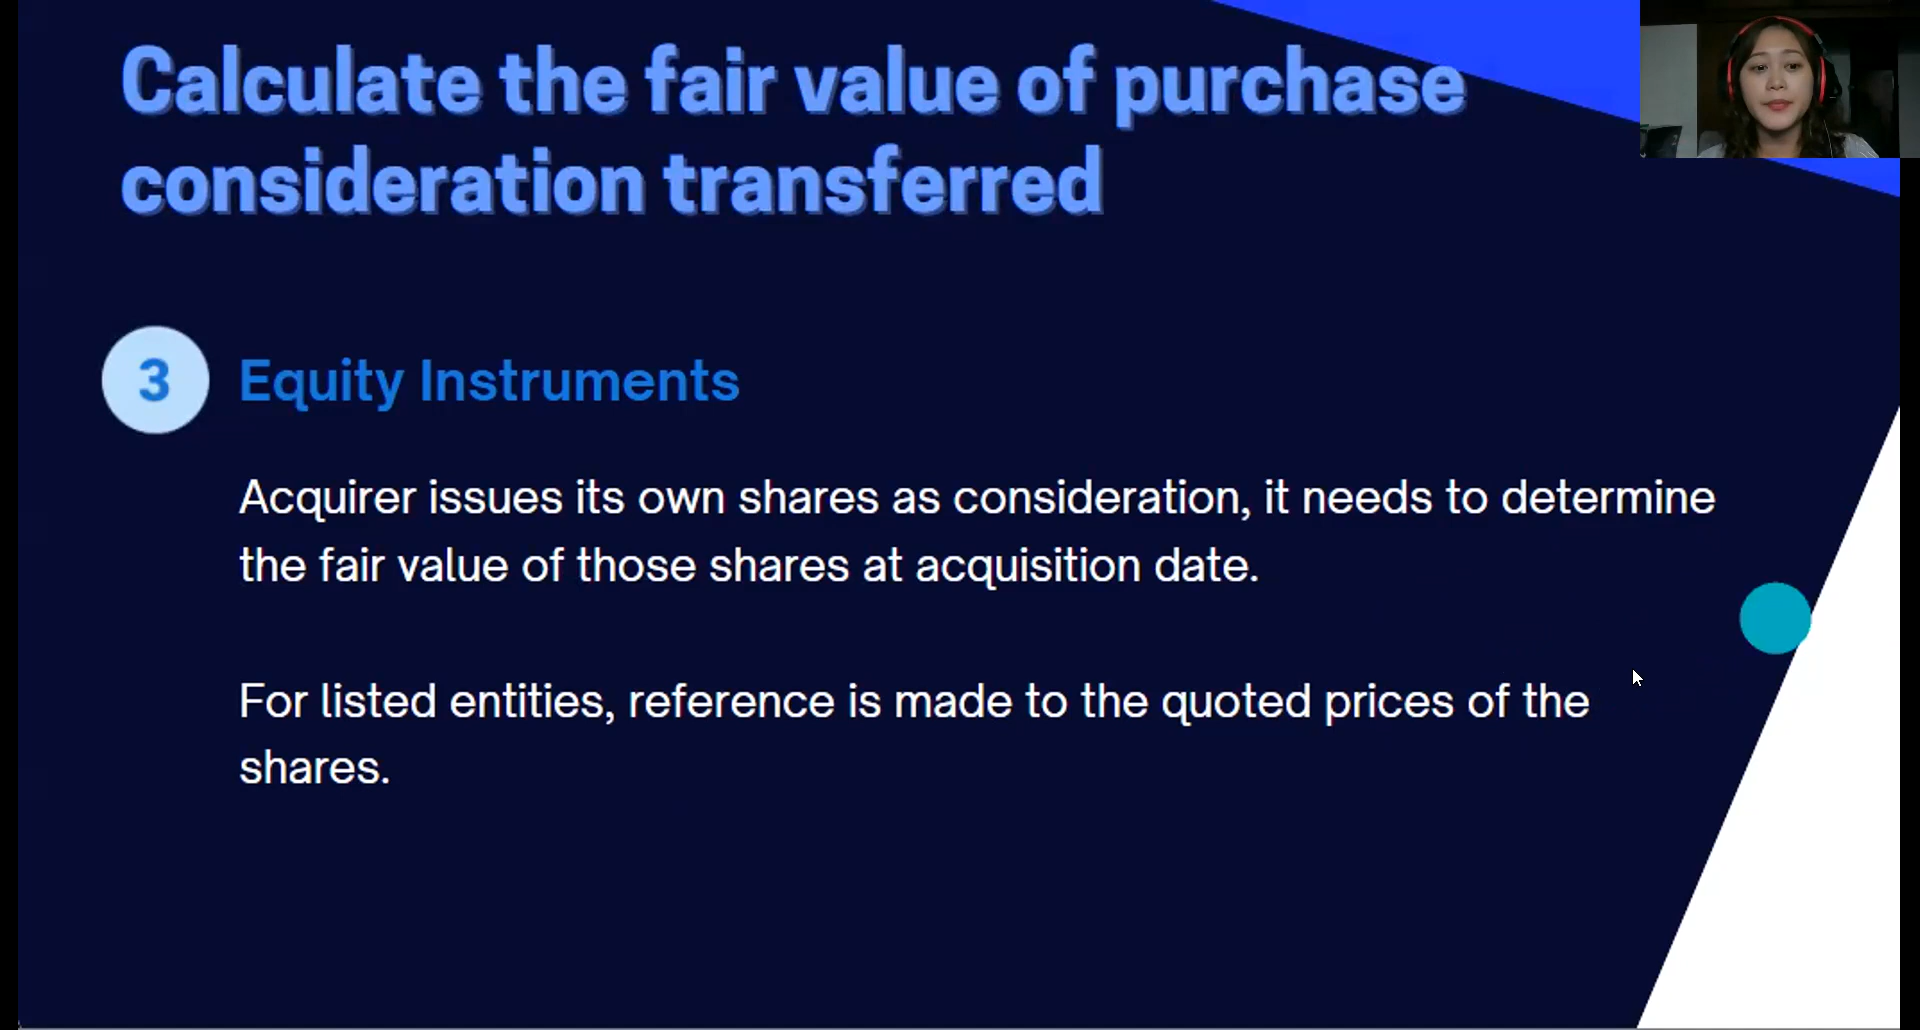 Calculate the fair value of purchase
consideration transferred
3
Equity Instruments
Acquirer issues its own shares as consideration, it needs to determine
the fair value of those shares at acquisition date.
For listed entities, reference is made to the quoted prices of the
shares.